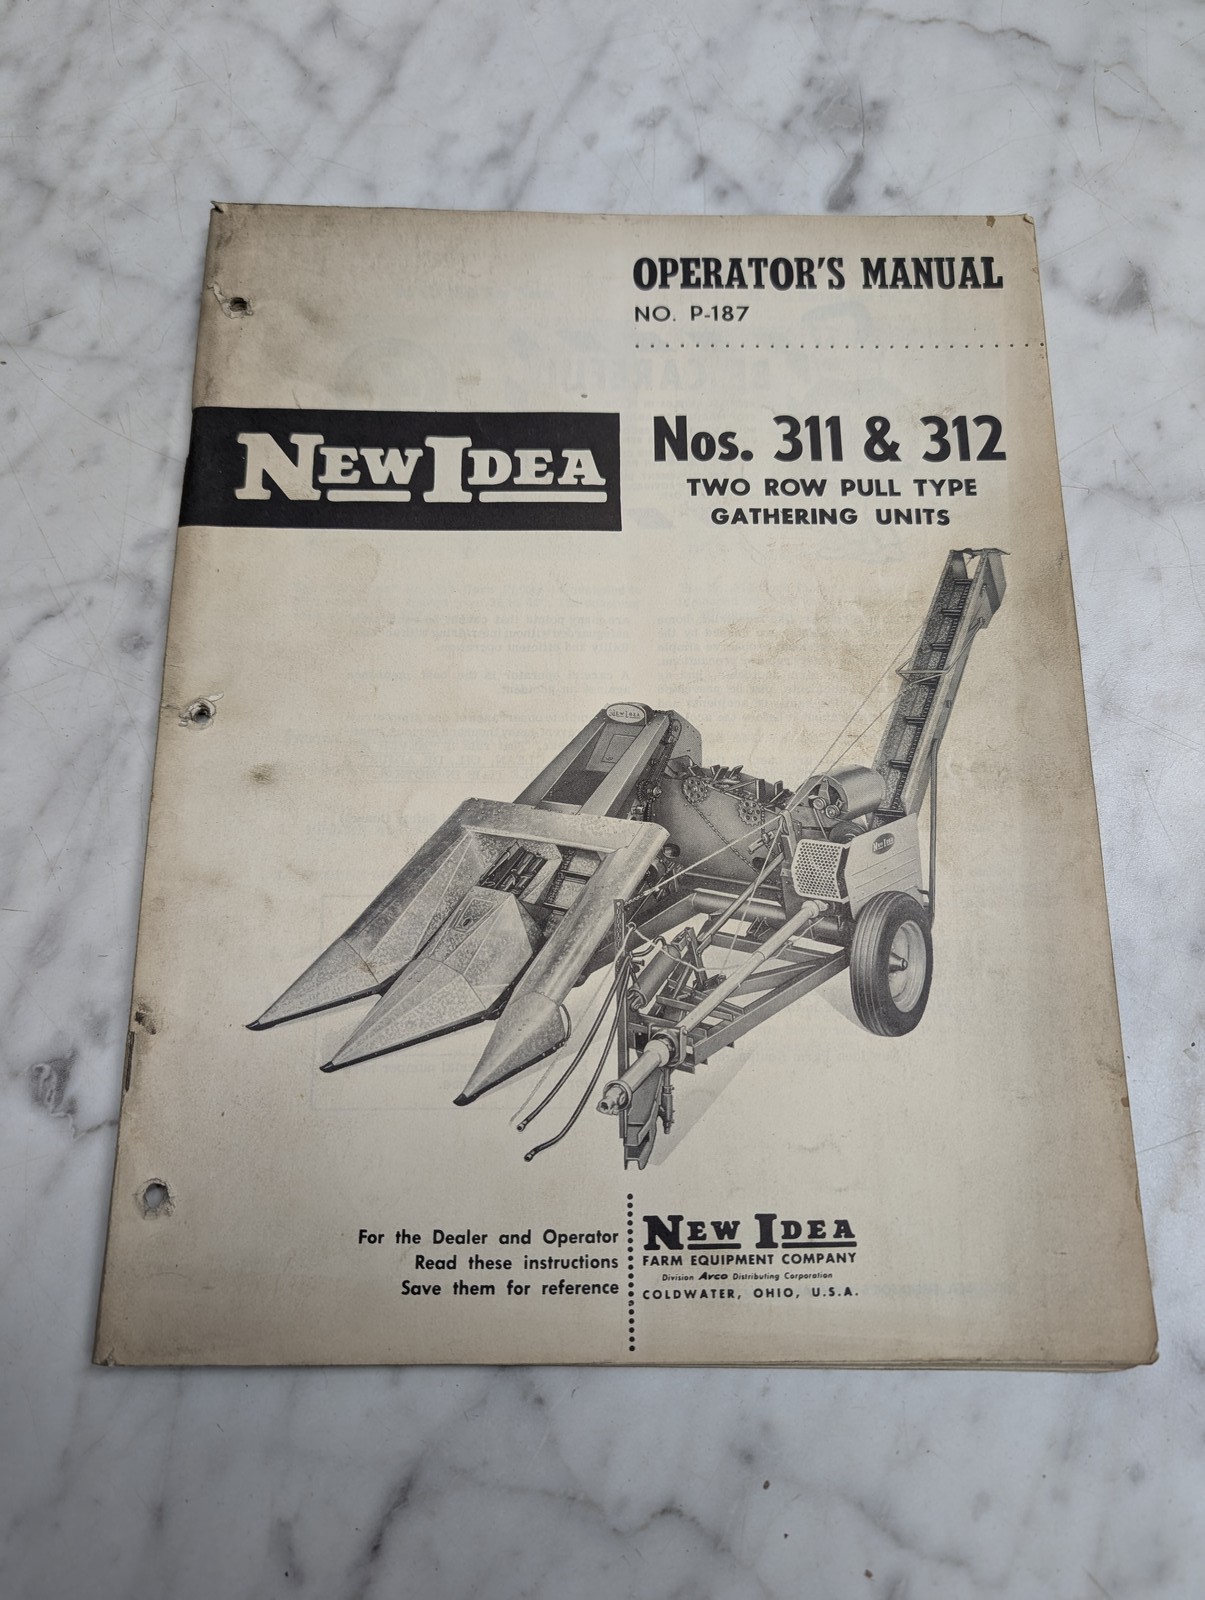 OPERATOR'S MANUAL
NO. P-187
NEW IDEA
Nos. 311 & 312
TWO ROW PULL TYPE
GATHERING UNITS
NEW IDEA
NEW IDEA
For the Dealer and Operator
Read these instructions
Save them for reference
NEW IDEA
FARM EQUIPMENT COMPANY
Division Avco Distributing Corporation
COLDWATER, OHIO, U.S.A.